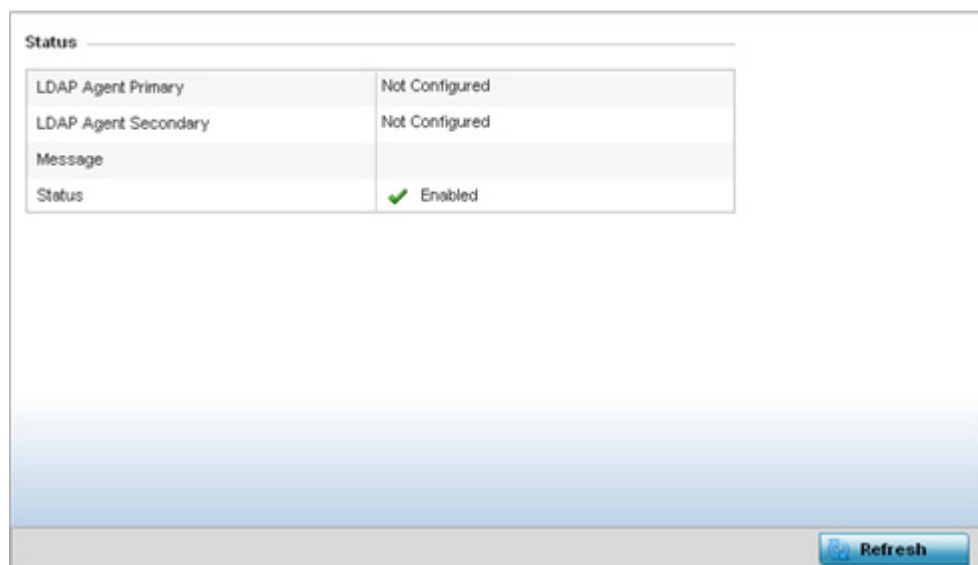 Status
LDAP Agent Primary Not Configured
LDAP Agent Secondary Not Configured
Message
Status Enabled
Refresh